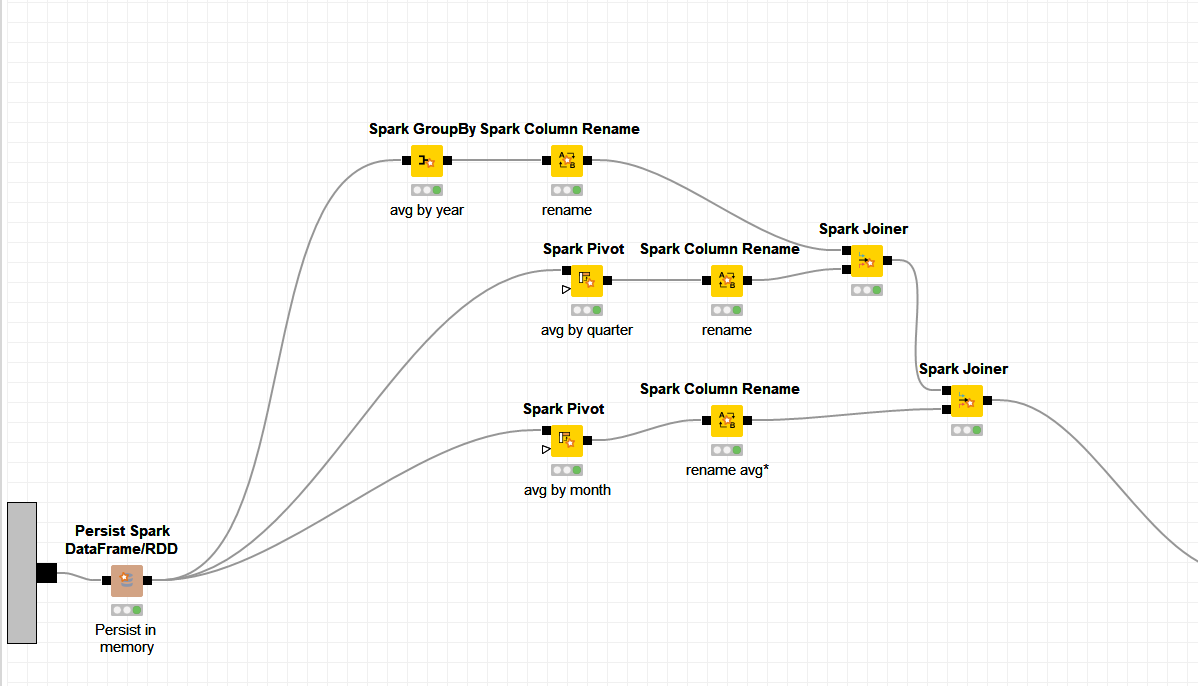 Spark GroupBy Spark Column Rename
avg by year
rename
Spark Joiner
Spark Pivot
Spark Column Rename
avg by quarter
rename
Spark Joiner
Spark Column Rename
Spark Pivot
rename avg*
avg by month
Persist Spark
DataFrame/RDD
Persist in
memory